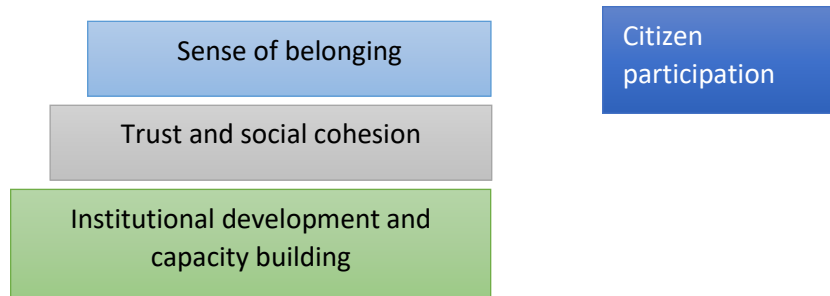 Sense of belonging
Trust and social cohesion
Institutional development and
capacity building
Citizen
participation